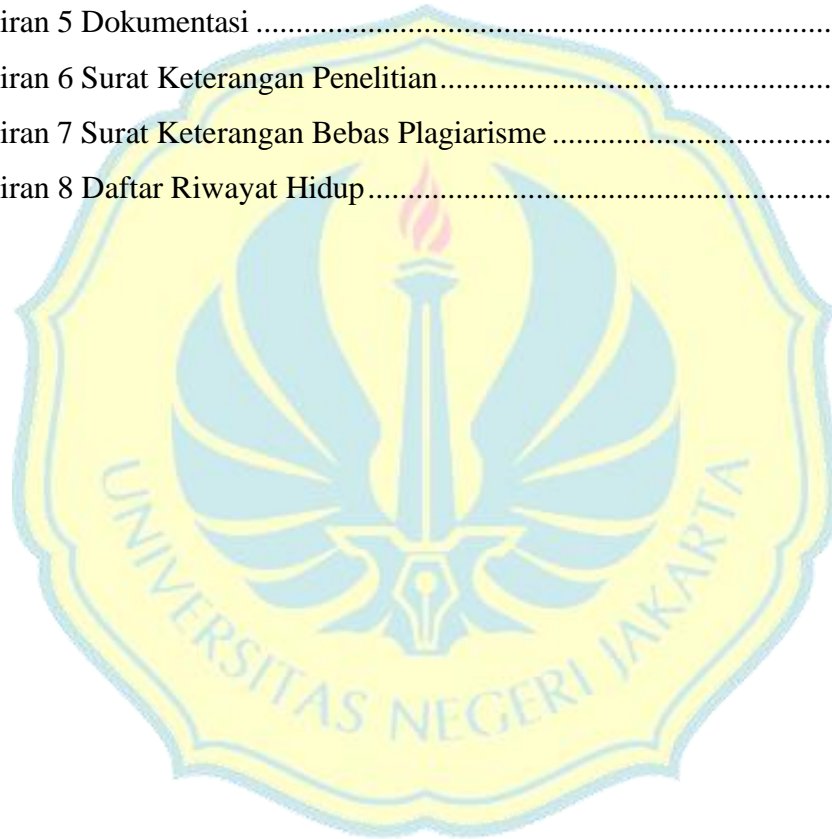 iran 5 Dokumentasi ........................................................................
iran 6 Surat Keterangan Penelitian.................................................
iran 7 Surat Keterangan Bebas Plagiarisme ...................................
iran 8 Daftar Riwayat Hidup..........................................................
UNIVERSITAS NEGERI JAKARTA